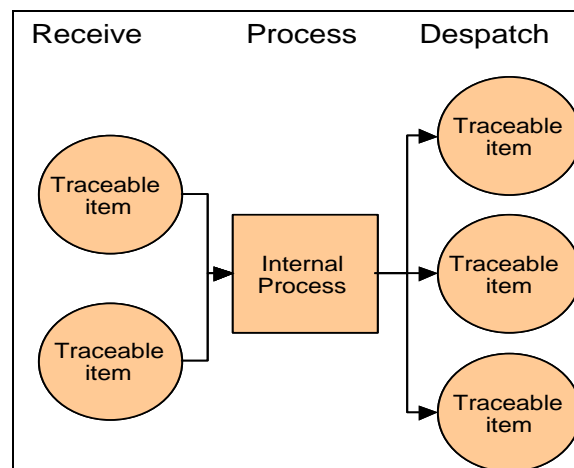 Receive Process Despatch
Traceable
item
Traceable
item
Internal
Process
Traceable
item
Traceable
item
Traceable
item